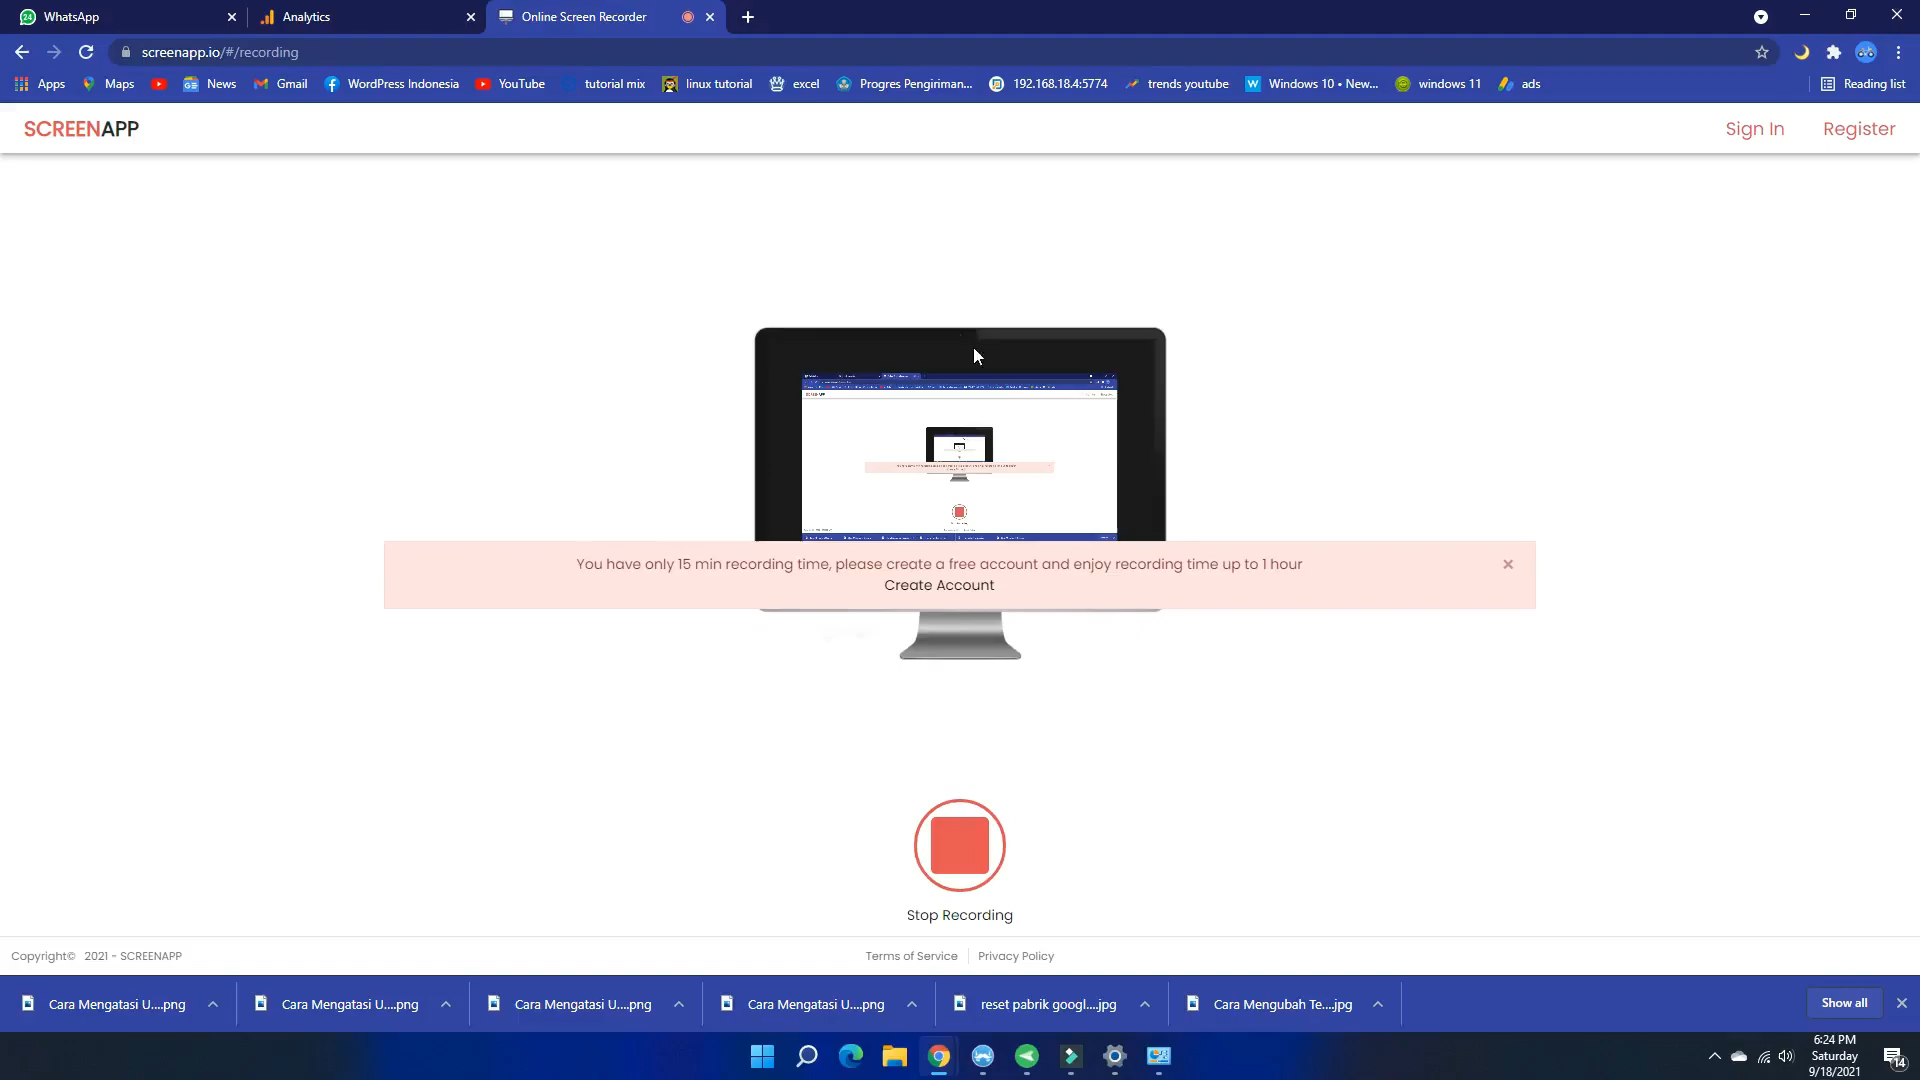 WhatsApp
Analytics
Online Screen Recorder
screenapp.io/#/recording
Apps Maps News Gmail WordPress Indonesia YouTube tutorial mix linux tutorial excel Progres Pengiriman... 192.168.18.4:5774 trends youtube Windows 10 • New... windows 11 ads Reading list
SCREENAPP
Sign In Register
You have only 15 min recording time, please create a free account and enjoy recording time up to 1 hour
Create Account
Stop Recording
Copyright© 2021 - SCREENAPP
Terms of Service Privacy Policy
Cara Mengatasi U....png Cara Mengatasi U....png Cara Mengatasi U....png Cara Mengatasi U....png reset pabrik googl....jpg Cara Mengubah Te....jpg Show all
6:24 PM
Saturday
9/18/2021
14